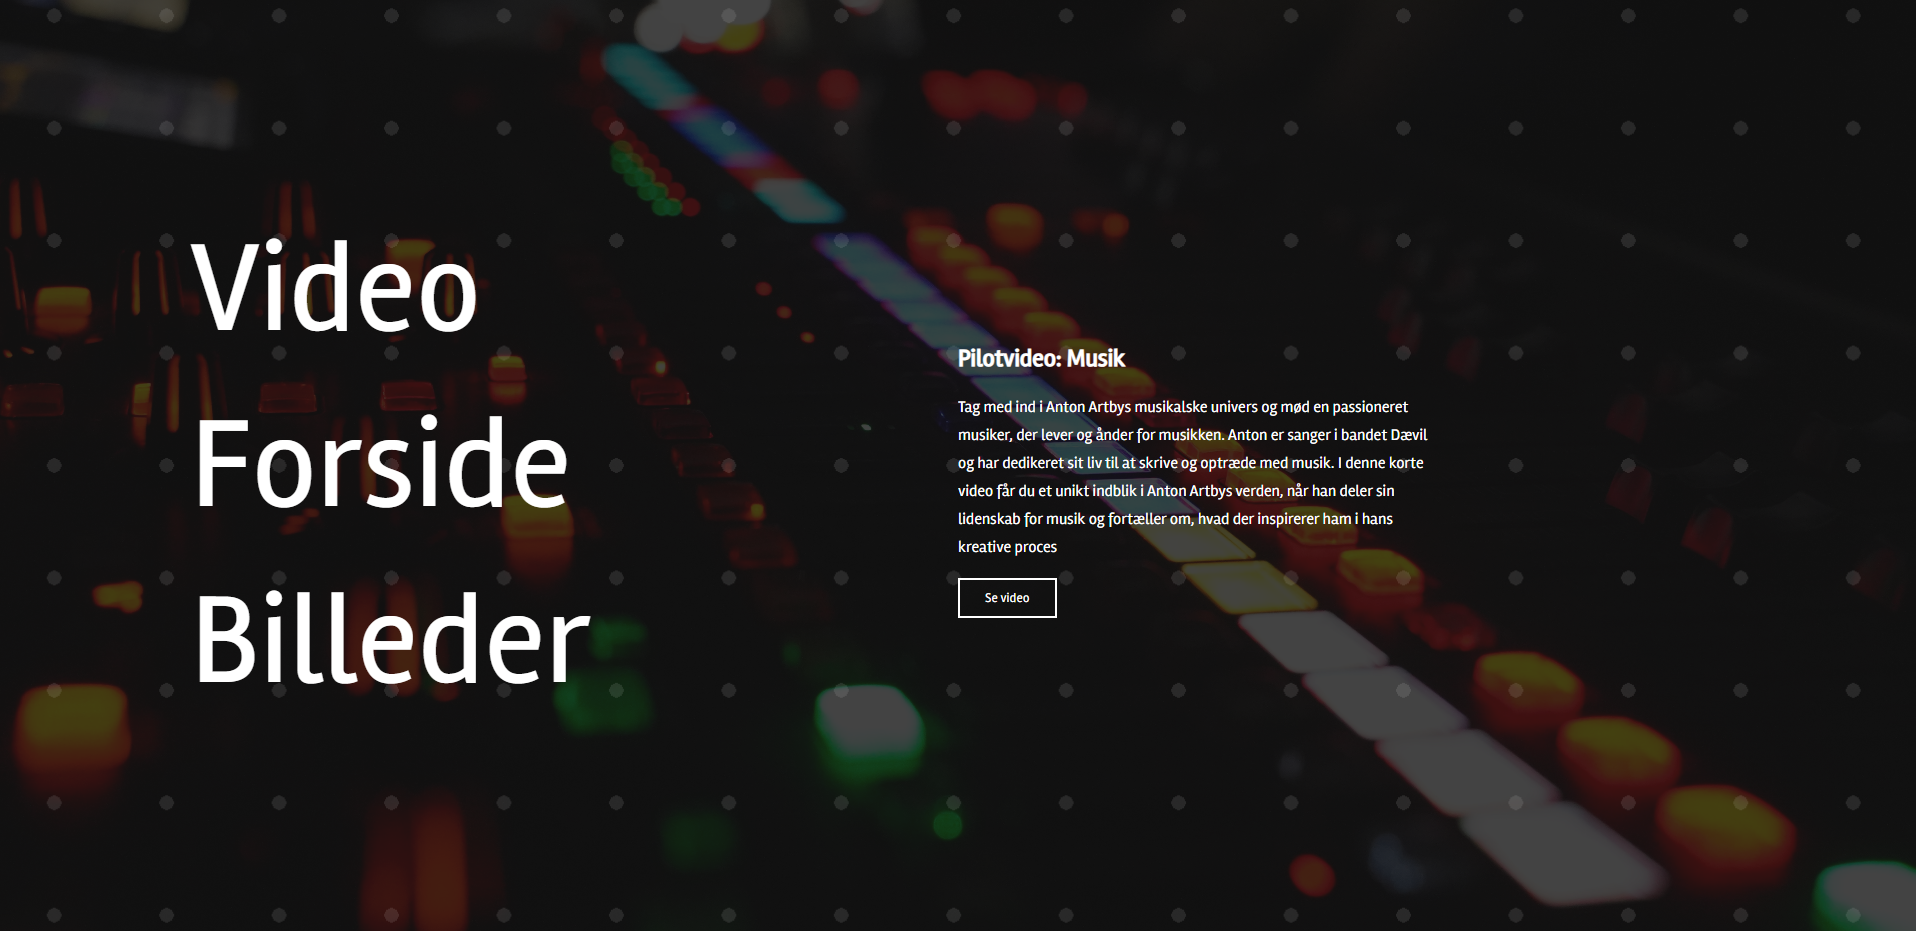 Video
Forside
Billeder
Pilotvideo: Musik
Tag med ind i Anton Artbys musikalske univers og mød en passioneret
musiker, der lever og ånder for musikken. Anton er sanger i bandet Dævil
og har dedikeret sit liv til at skrive og optræde med musik. I denne korte
video får du et unikt indblik i Anton Artbys verden, når han deler sin
lidenskab for musik og fortæller om, hvad der inspirerer ham i hans
kreative proces
Se video